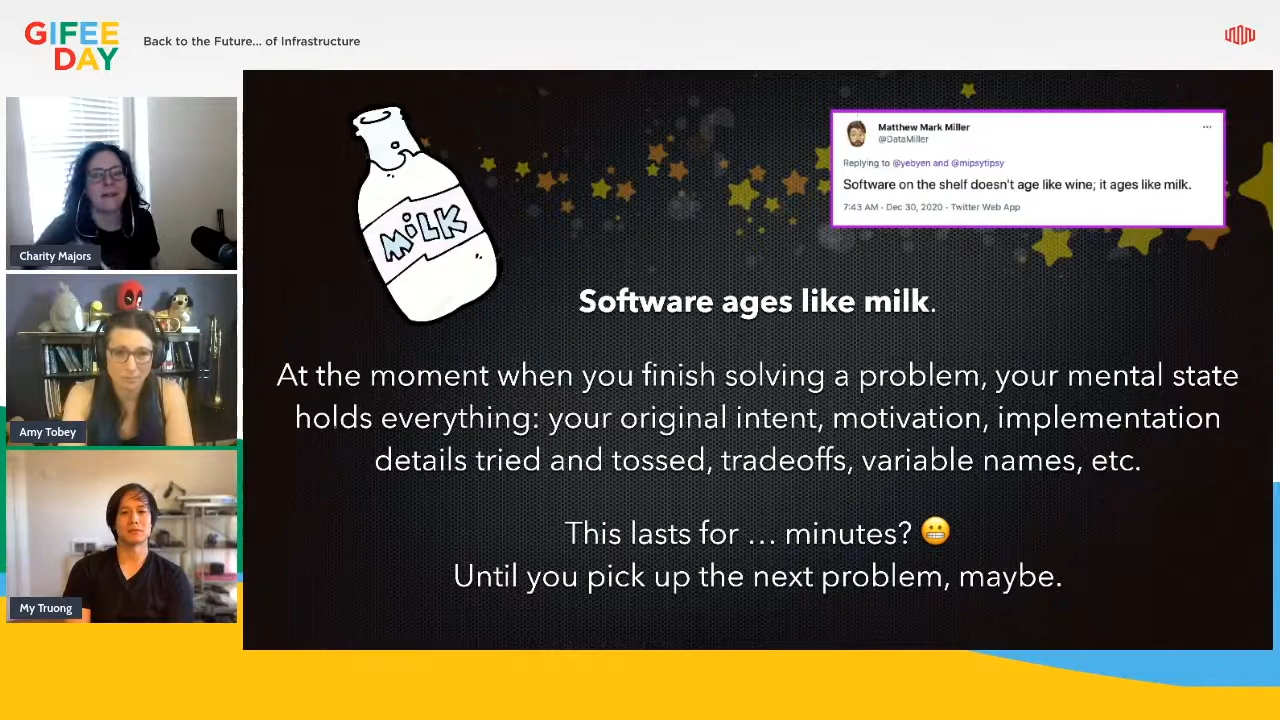 GIFEE
DAY
Back to the Future... of Infrastructure
Charity Majors
Amy Tobey
My Truong
MiLK
Matthew Mark Miller
@DataMiller
Replying to @yebyen and @mipsytipsy
Software on the shelf doesn't age like wine; it ages like milk.
7:43 AM - Dec 30, 2020 - Twitter Web App
Software ages like milk.
At the moment when you finish solving a problem, your mental state
holds everything: your original intent, motivation, implementation
details tried and tossed, tradeoffs, variable names, etc.
This lasts for … minutes? 😬
Until you pick up the next problem, maybe.